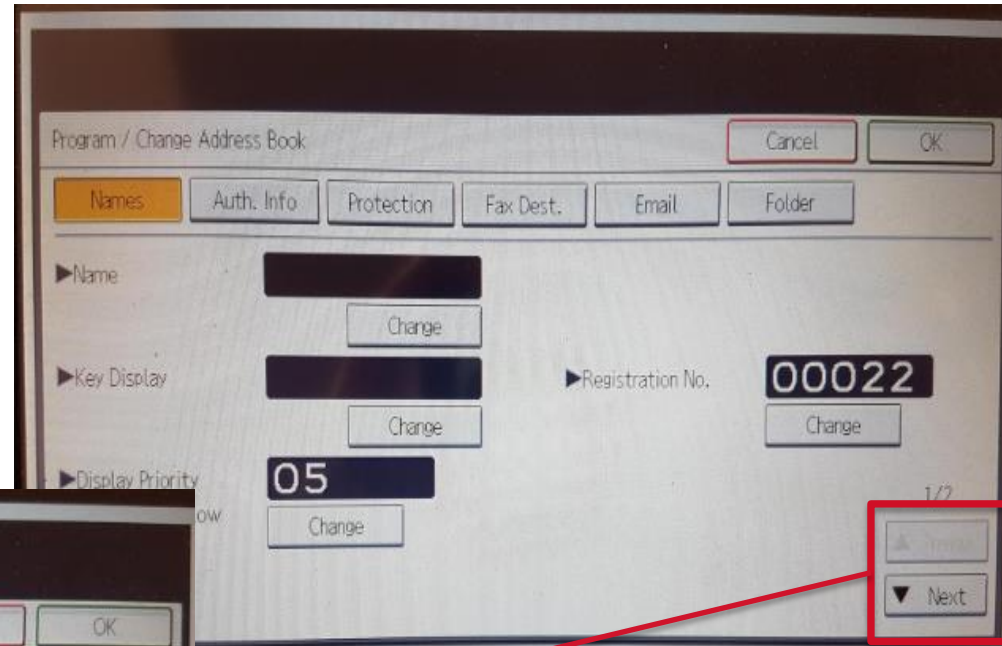 Program / Change Address Book
Cancel
OK
Names
Auth. Info
Protection
Fax Dest.
Email
Folder
▶Name
Change
▶Key Display
▶Registration No.
00022
Change
Change
▶Display Priority
05
ow
Change
1/2
▼ Next
OK